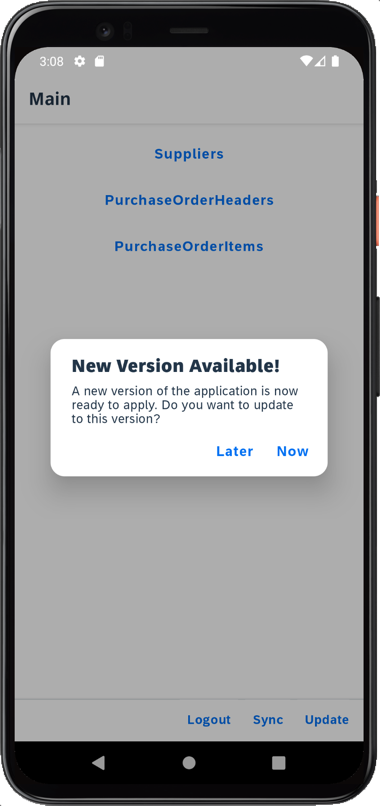 3:08
Main
Suppliers
PurchaseOrderHeaders
PurchaseOrderItems
New Version Available!
A new version of the application is now
ready to apply. Do you want to update
to this version?
Later Now
Logout Sync Update